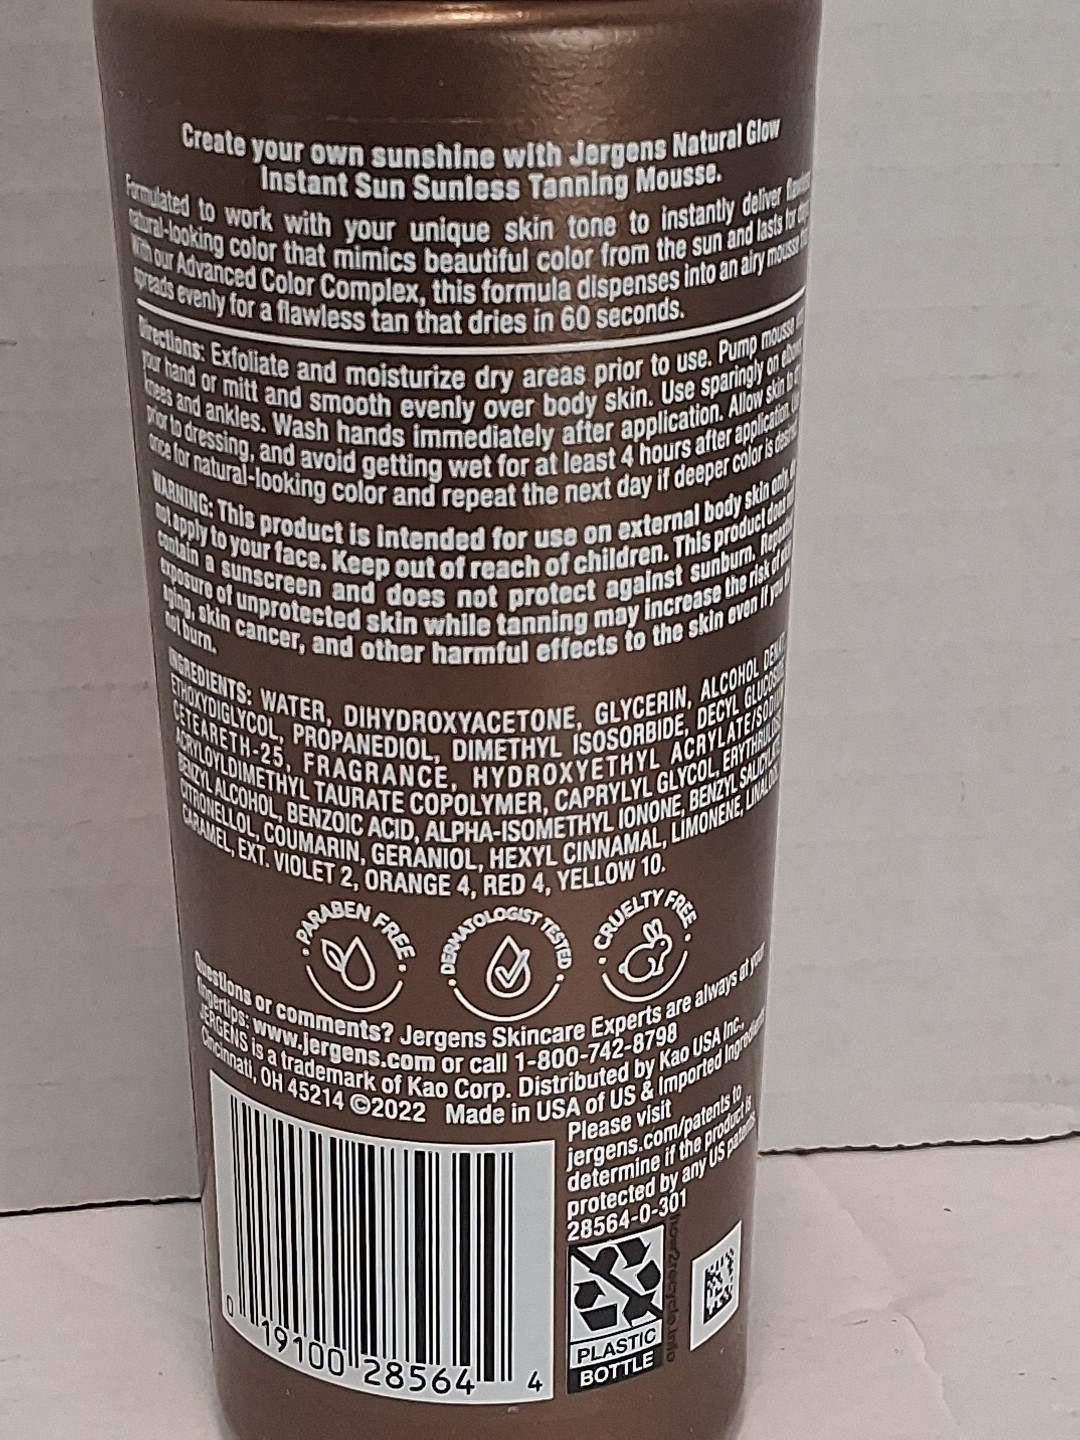 Create your own sunshine with Jergens Natural Glow
Instant Sun Sunless Tanning Mousse.
Formulated to work with your unique skin tone to instantly deliver
natural-looking color that mimics beautiful color from the sun and lasts for
With our Advanced Color Complex, this formula dispenses into an airy mousse
spreads evenly for a flawless tan that dries in 60 seconds.
Directions: Exfoliate and moisturize dry areas prior to use. Pump mousse
your hand or mitt and smooth evenly over body skin. Use sparingly on
knees and ankles. Wash hands immediately after application. Allow skin to
prior to dressing, and avoid getting wet for at least 4 hours after application.
once for natural-looking color and repeat the next day if deeper color is
WARNING: This product is intended for use on external body skin only,
not apply to your face. Keep out of reach of children. This product does
contain a sunscreen and does not protect against sunburn.
exposure of unprotected skin while tanning may increase the risk of
aging, skin cancer, and other harmful effects to the skin even if you
not burn.
INGREDIENTS: WATER, DIHYDROXYACETONE, GLYCERIN, ALCOHOL
ETHOXYDIGLYCOL, PROPANEDIOL, DIMETHYL ISOSORBIDE, DECYL
CETEARETH-25, FRAGRANCE, HYDROXYETHYL ACRYLATE/SODIUM
ACRYLOYLDIMETHYL TAURATE COPOLYMER, CAPRYLYL GLYCOL,
BENZYL ALCOHOL, BENZOIC ACID, ALPHA-ISOMETHYL IONONE, BENZYL
CITRONELLOL, COUMARIN, GERANIOL, HEXYL CINNAMAL, LIMONENE, LINALOOL
CARAMEL, EXT. VIOLET 2, ORANGE 4, RED 4, YELLOW 10.
PARABEN FREE
DERMATOLOGIST TESTED
CRUELTY FREE
Questions or comments? Jergens Skincare Experts are always at your
fingertips: www.jergens.com or call 1-800-742-8798
JERGENS is a trademark of Kao Corp. Distributed by Kao USA Inc.,
Cincinnati, OH 45214 ©2022 Made in USA of US & Imported Ingredients
Please visit
jergens.com/patents to
determine if the product is
protected by any US patents
28564-0-301
how2recycle.info
PLASTIC
BOTTLE
0 19100 28564 4